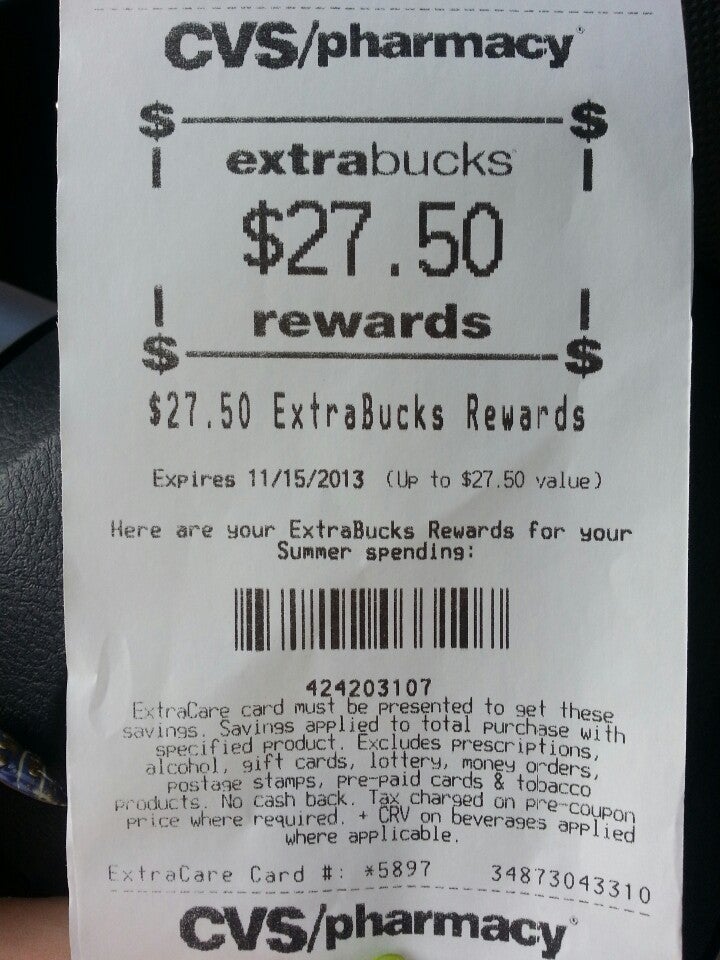 CVS/pharmacy®
$ $
extrabucks
$27.50
rewards
$ $
$27.50 ExtraBucks Rewards
Expires 11/15/2013 (Up to $27.50 value)
Here are your ExtraBucks Rewards for your
Summer spending:
424203107
ExtraCare card must be presented to get these
savings. Savings applied to total purchase with
specified product. Excludes prescriptions,
alcohol, gift cards, lottery, money orders,
postage stamps, pre-paid cards & tobacco
products. No cash back. Tax charged on pre-coupon
price where required. + CRV on beverages applied
where applicable.
ExtraCare Card #: *5897 34873043310
CVS/pharmacy®